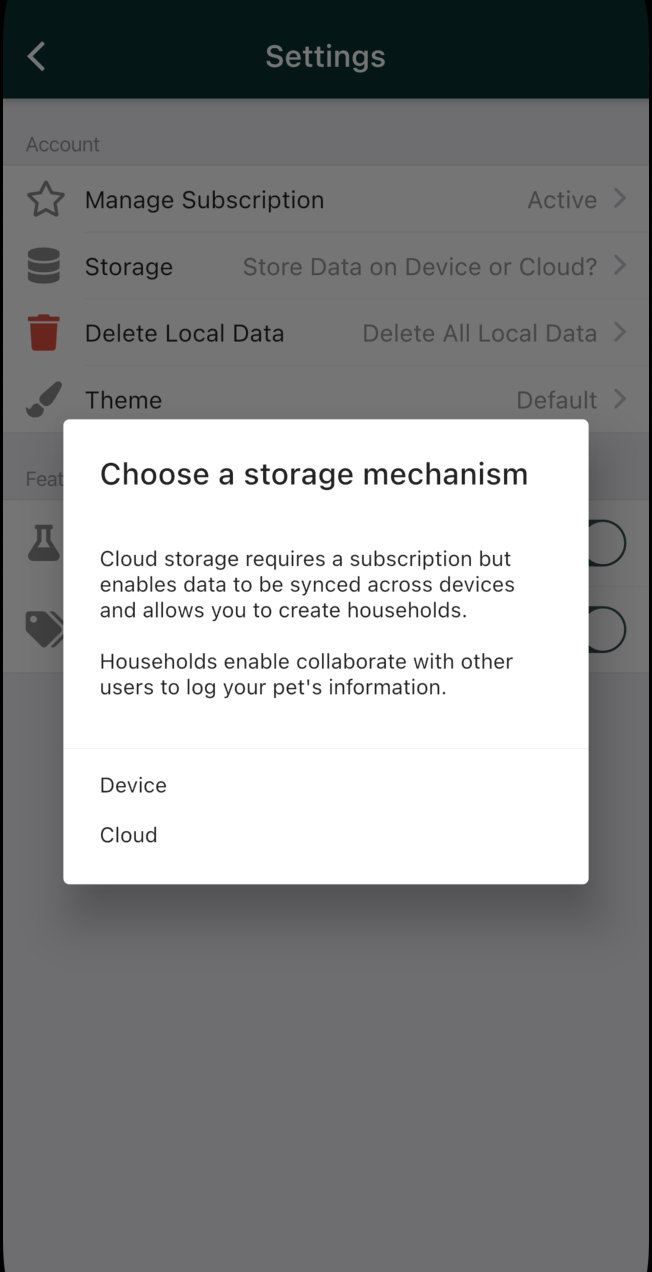 Settings
Account
Manage Subscription Active
Storage Store Data on Device or Cloud?
Delete Local Data Delete All Local Data
Theme Default
Feat
Choose a storage mechanism
Cloud storage requires a subscription but
enables data to be synced across devices
and allows you to create households.
Households enable collaborate with other
users to log your pet's information.
Device
Cloud